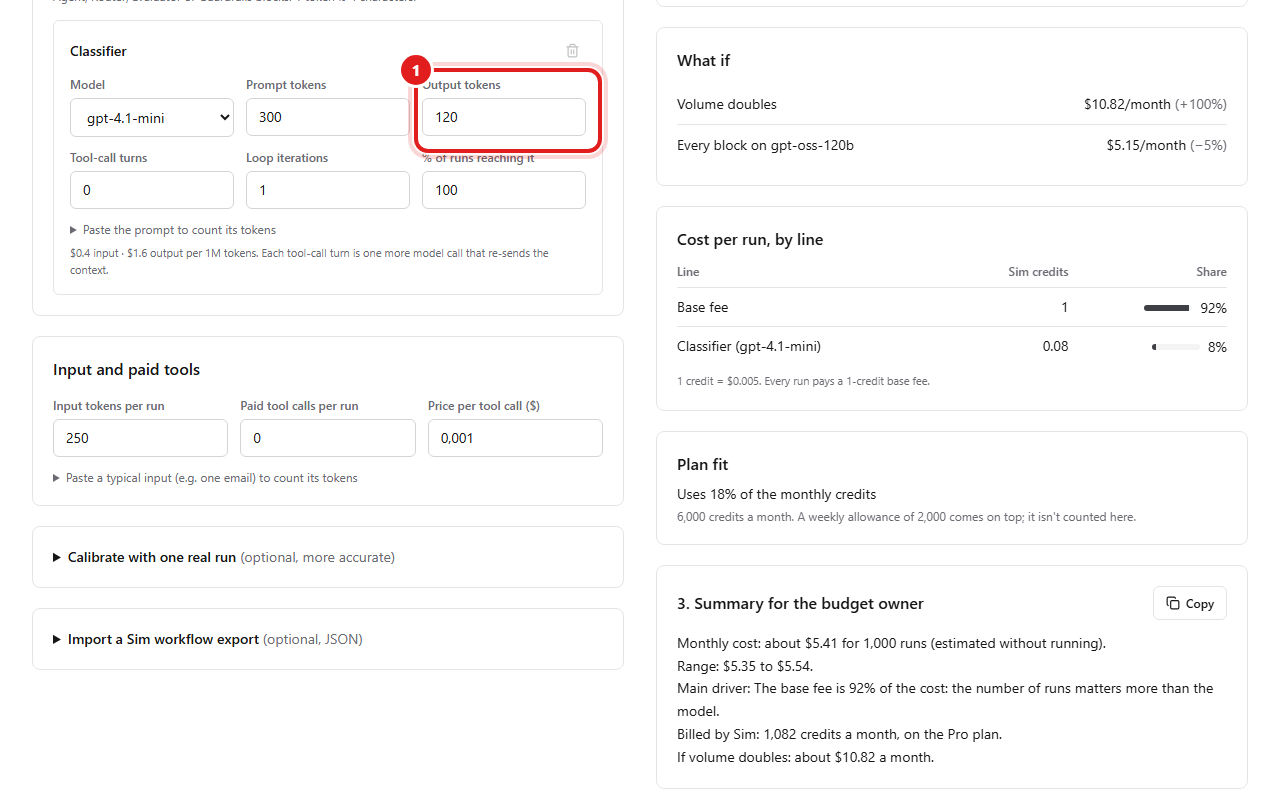 Classifier
1
Model
Prompt tokens
Output tokens
gpt-4.1-mini
300
120
Tool-call turns
Loop iterations
% of runs reaching it
0
1
100
Paste the prompt to count its tokens
$0.4 input · $1.6 output per 1M tokens. Each tool-call turn is one more model call that re-sends the
context.
Input and paid tools
Input tokens per run
Paid tool calls per run
Price per tool call ($)
250
0
0,001
Paste a typical input (e.g. one email) to count its tokens
Calibrate with one real run (optional, more accurate)
Import a Sim workflow export (optional, JSON)
What if
Volume doubles
$10.82/month (+100%)
Every block on gpt-oss-120b
$5.15/month (−5%)
Cost per run, by line
Line
Sim credits
Share
Base fee
1
92%
Classifier (gpt-4.1-mini)
0.08
8%
1 credit = $0.005. Every run pays a 1-credit base fee.
Plan fit
Uses 18% of the monthly credits
6,000 credits a month. A weekly allowance of 2,000 comes on top; it isn't counted here.
3. Summary for the budget owner
Copy
Monthly cost: about $5.41 for 1,000 runs (estimated without running).
Range: $5.35 to $5.54.
Main driver: The base fee is 92% of the cost: the number of runs matters more than the
model.
Billed by Sim: 1,082 credits a month, on the Pro plan.
If volume doubles: about $10.82 a month.